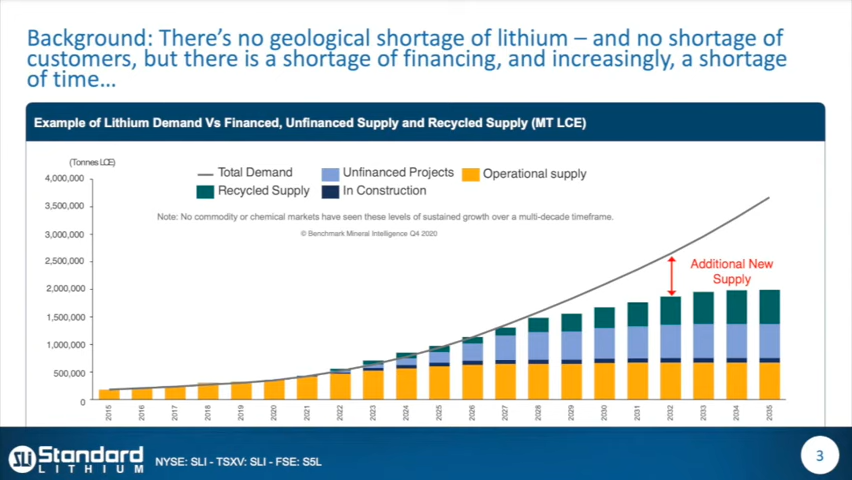 Background: There's no geological shortage of lithium – and no shortage of
customers, but there is a shortage of financing, and increasingly, a shortage
of time…
Example of Lithium Demand Vs Financed, Unfinanced Supply and Recycled Supply (MT LCE)
(Tonnes LCE)
Total Demand
Unfinanced Projects
Operational supply
Recycled Supply
In Construction
Note: No commodity or chemical markets have seen these levels of sustained growth over a multi-decade timeframe.
© Benchmark Mineral Intelligence Q4 2020
4,000,000
3,500,000
3,000,000
2,500,000
2,000,000
1,500,000
1,000,000
500,000
0
Additional New
Supply
2015
2016
2017
2018
2019
2020
2021
2022
2023
2024
2025
2026
2027
2028
2029
2030
2031
2032
2033
2034
2035
SLi Standard
LITHIUM
NYSE: SLI - TSXV: SLI - FSE: S5L
3